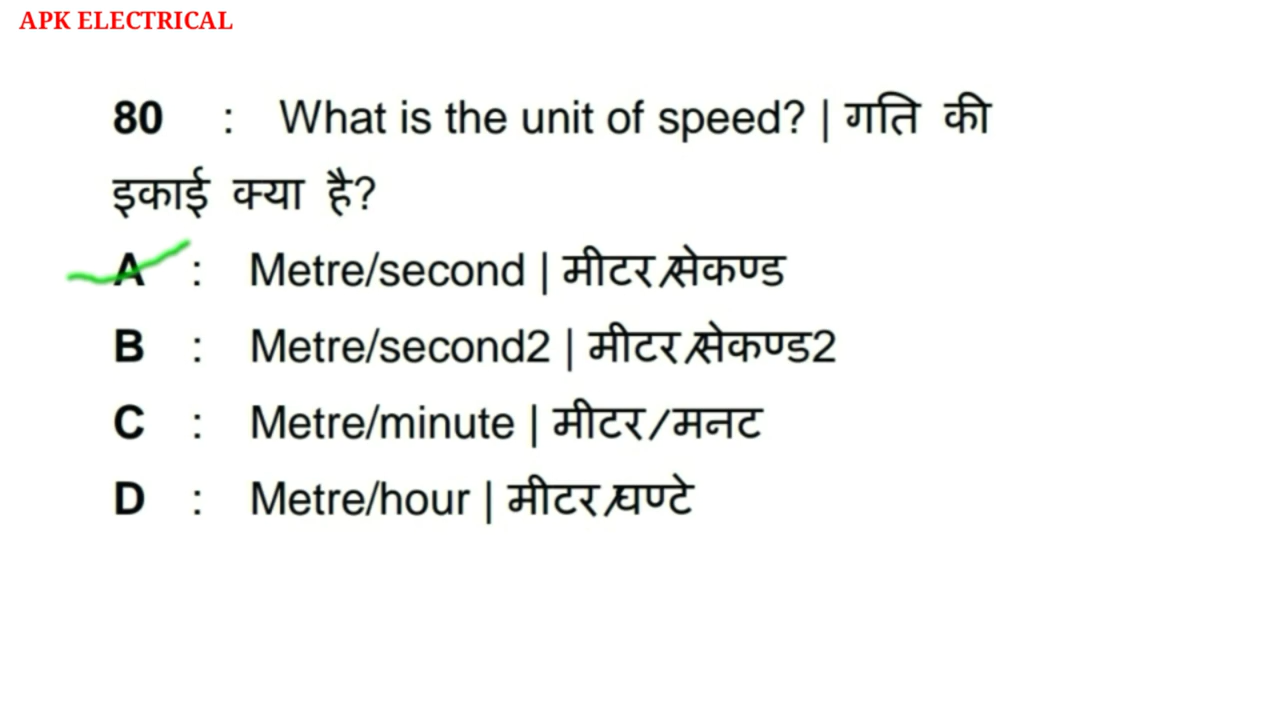 APK ELECTRICAL
80 : What is the unit of speed? | गति की
इकाई क्या है?
A : Metre/second | मीटर/सेकण्ड
B : Metre/second2 | मीटर/सेकण्ड2
C : Metre/minute | मीटर/मनट
D : Metre/hour | मीटर/घण्टे